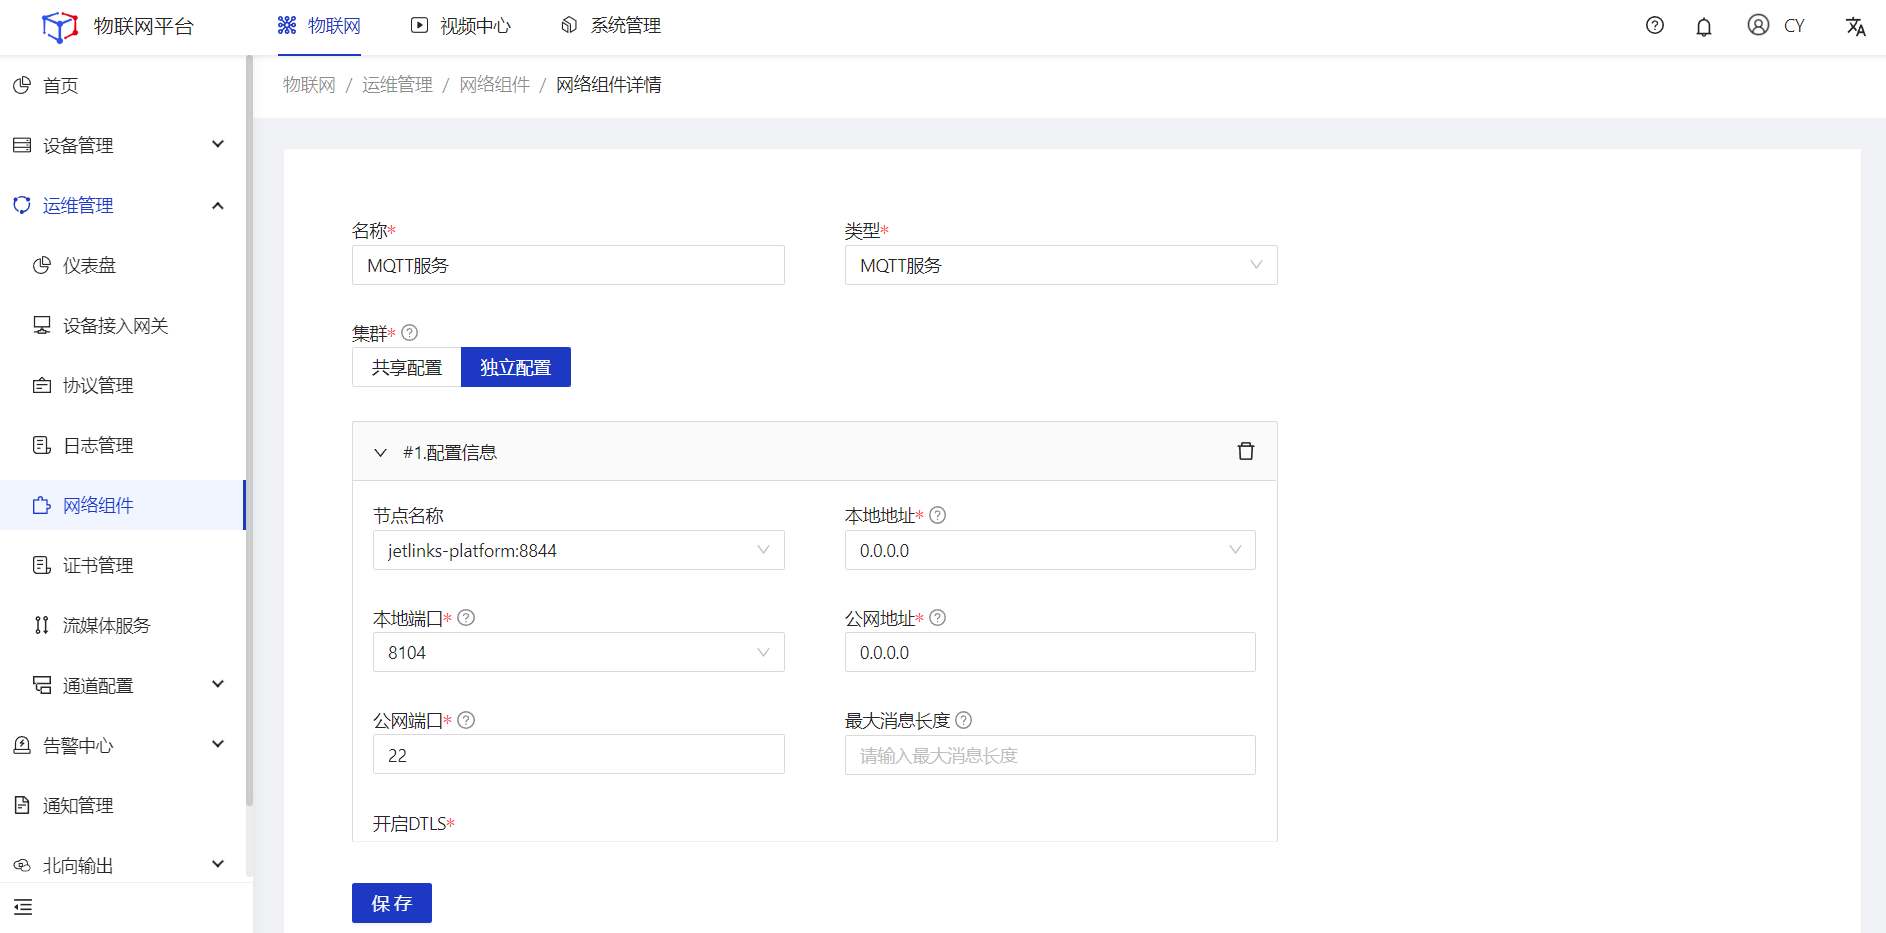 物联网平台
物联网
视频中心
系统管理
CY
首页
设备管理
运维管理
仪表盘
设备接入网关
协议管理
日志管理
网络组件
证书管理
流媒体服务
通道配置
告警中心
通知管理
北向输出
物联网 / 运维管理 / 网络组件 / 网络组件详情
名称*
MQTT服务
类型*
MQTT服务
集群*
共享配置
独立配置
#1.配置信息
节点名称
jetlinks-platform:8844
本地地址*
0.0.0.0
本地端口*
8104
公网地址*
0.0.0.0
公网端口*
22
最大消息长度
请输入最大消息长度
开启DTLS*
保存